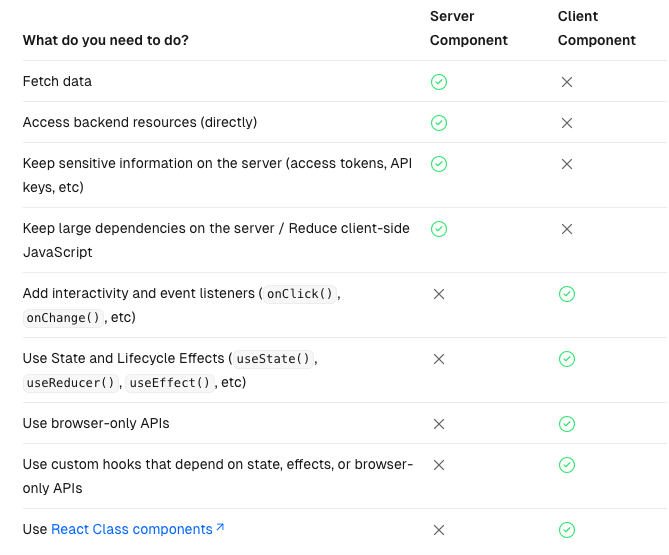 What do you need to do?
Server Component
Client Component
Fetch data
Access backend resources (directly)
Keep sensitive information on the server (access tokens, API
keys, etc)
Keep large dependencies on the server / Reduce client-side
JavaScript
Add interactivity and event listeners ( onClick() ,
onChange() , etc)
Use State and Lifecycle Effects ( useState() ,
useReducer() , useEffect() , etc)
Use browser-only APIs
Use custom hooks that depend on state, effects, or browser-
only APIs
Use React Class components